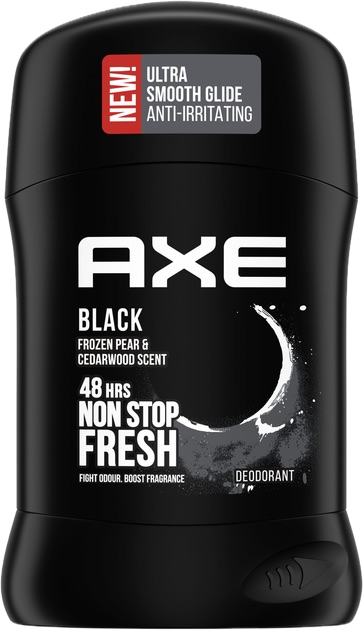 NEW!
ULTRA
SMOOTH GLIDE
ANTI-IRRITATING
AXE
BLACK
FROZEN PEAR &
CEDARWOOD SCENT
48 HRS
NON STOP
FRESH
FIGHT ODOUR. BOOST FRAGRANCE
DEODORANT